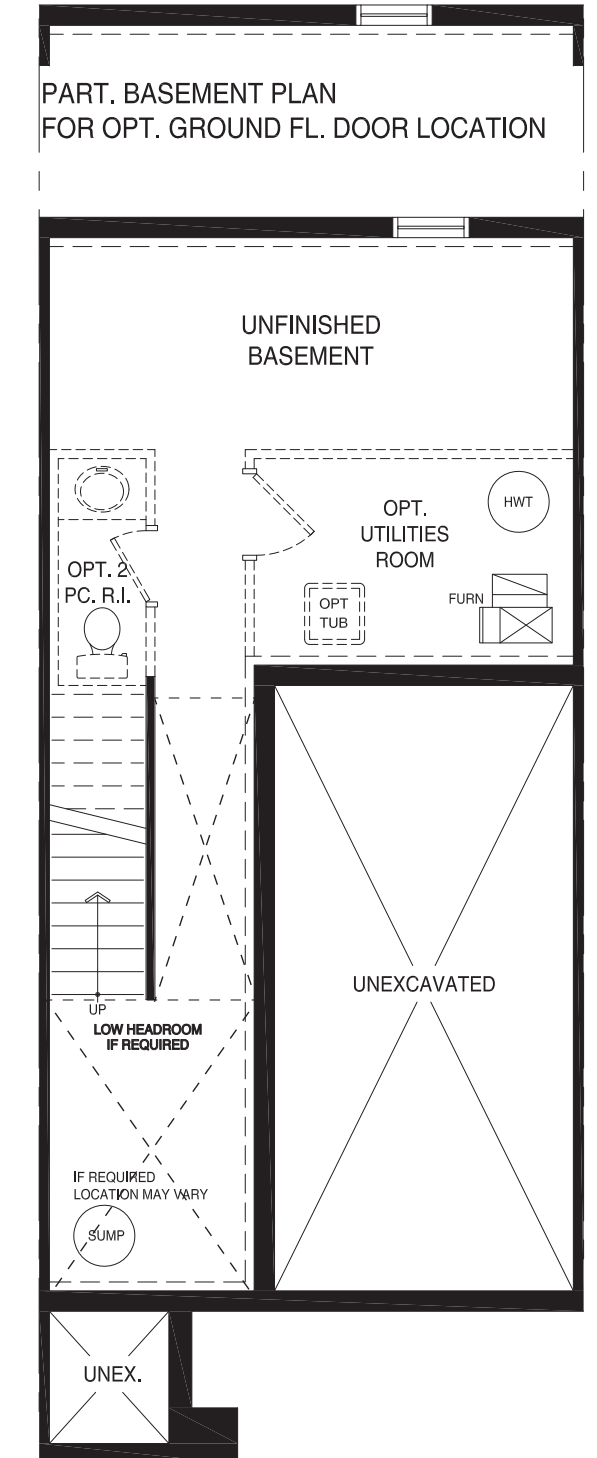 PART. BASEMENT PLAN
FOR OPT. GROUND FL. DOOR LOCATION
UNFINISHED
BASEMENT
OPT.
UTILITIES
ROOM
HWT
OPT. 2
PC. R.I.
FURN
OPT
TUB
UNEXCAVATED
UP
LOW HEADROOM
IF REQUIRED
IF REQUIRED
LOCATION MAY VARY
SUMP
UNEX.